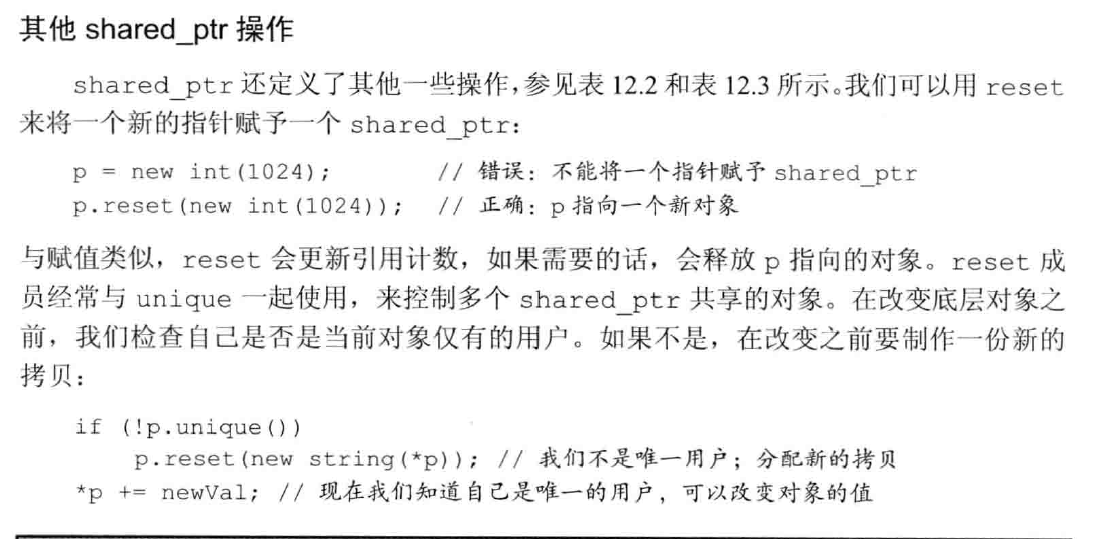 其他 shared_ptr 操作
shared_ptr 还定义了其他一些操作，参见表 12.2 和表 12.3 所示。我们可以用 reset
来将一个新的指针赋予一个 shared_ptr：
p = new int(1024); // 错误：不能将一个指针赋予 shared_ptr
p.reset(new int(1024)); // 正确：p 指向一个新对象
与赋值类似，reset 会更新引用计数，如果需要的话，会释放 p 指向的对象。reset 成
员经常与 unique 一起使用，来控制多个 shared_ptr 共享的对象。在改变底层对象之
前，我们检查自己是否是当前对象仅有的用户。如果不是，在改变之前要制作一份新的
拷贝：
if (!p.unique())
p.reset(new string(*p)); // 我们不是唯一用户；分配新的拷贝
*p += newVal; // 现在我们知道自己是唯一的用户，可以改变对象的值